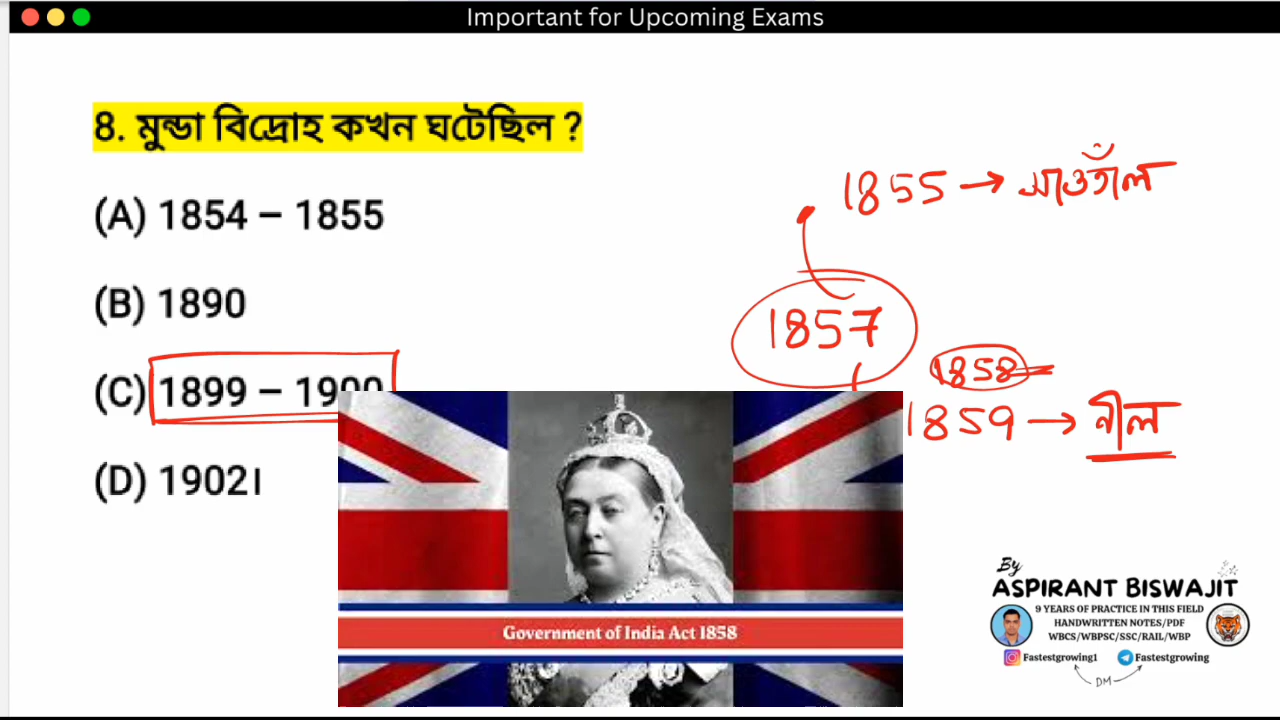 Important for Upcoming Exams
8. মুন্ডা বিদ্রোহ কখন ঘটেছিল ?
(A) 1854 – 1855
(B) 1890
(C) 1899 – 1900
(D) 1902।
1855 → সাওতাঁল
1857
1858
1859 → নীল
Government of India Act 1858
By
ASPIRANT BISWAJIT
9 YEARS OF PRACTICE IN THIS FIELD
HANDWRITTEN NOTES/PDF
WBCS/WBPSC/SSC/RAIL/WBP
Fastestgrowing1 Fastestgrowing
DM